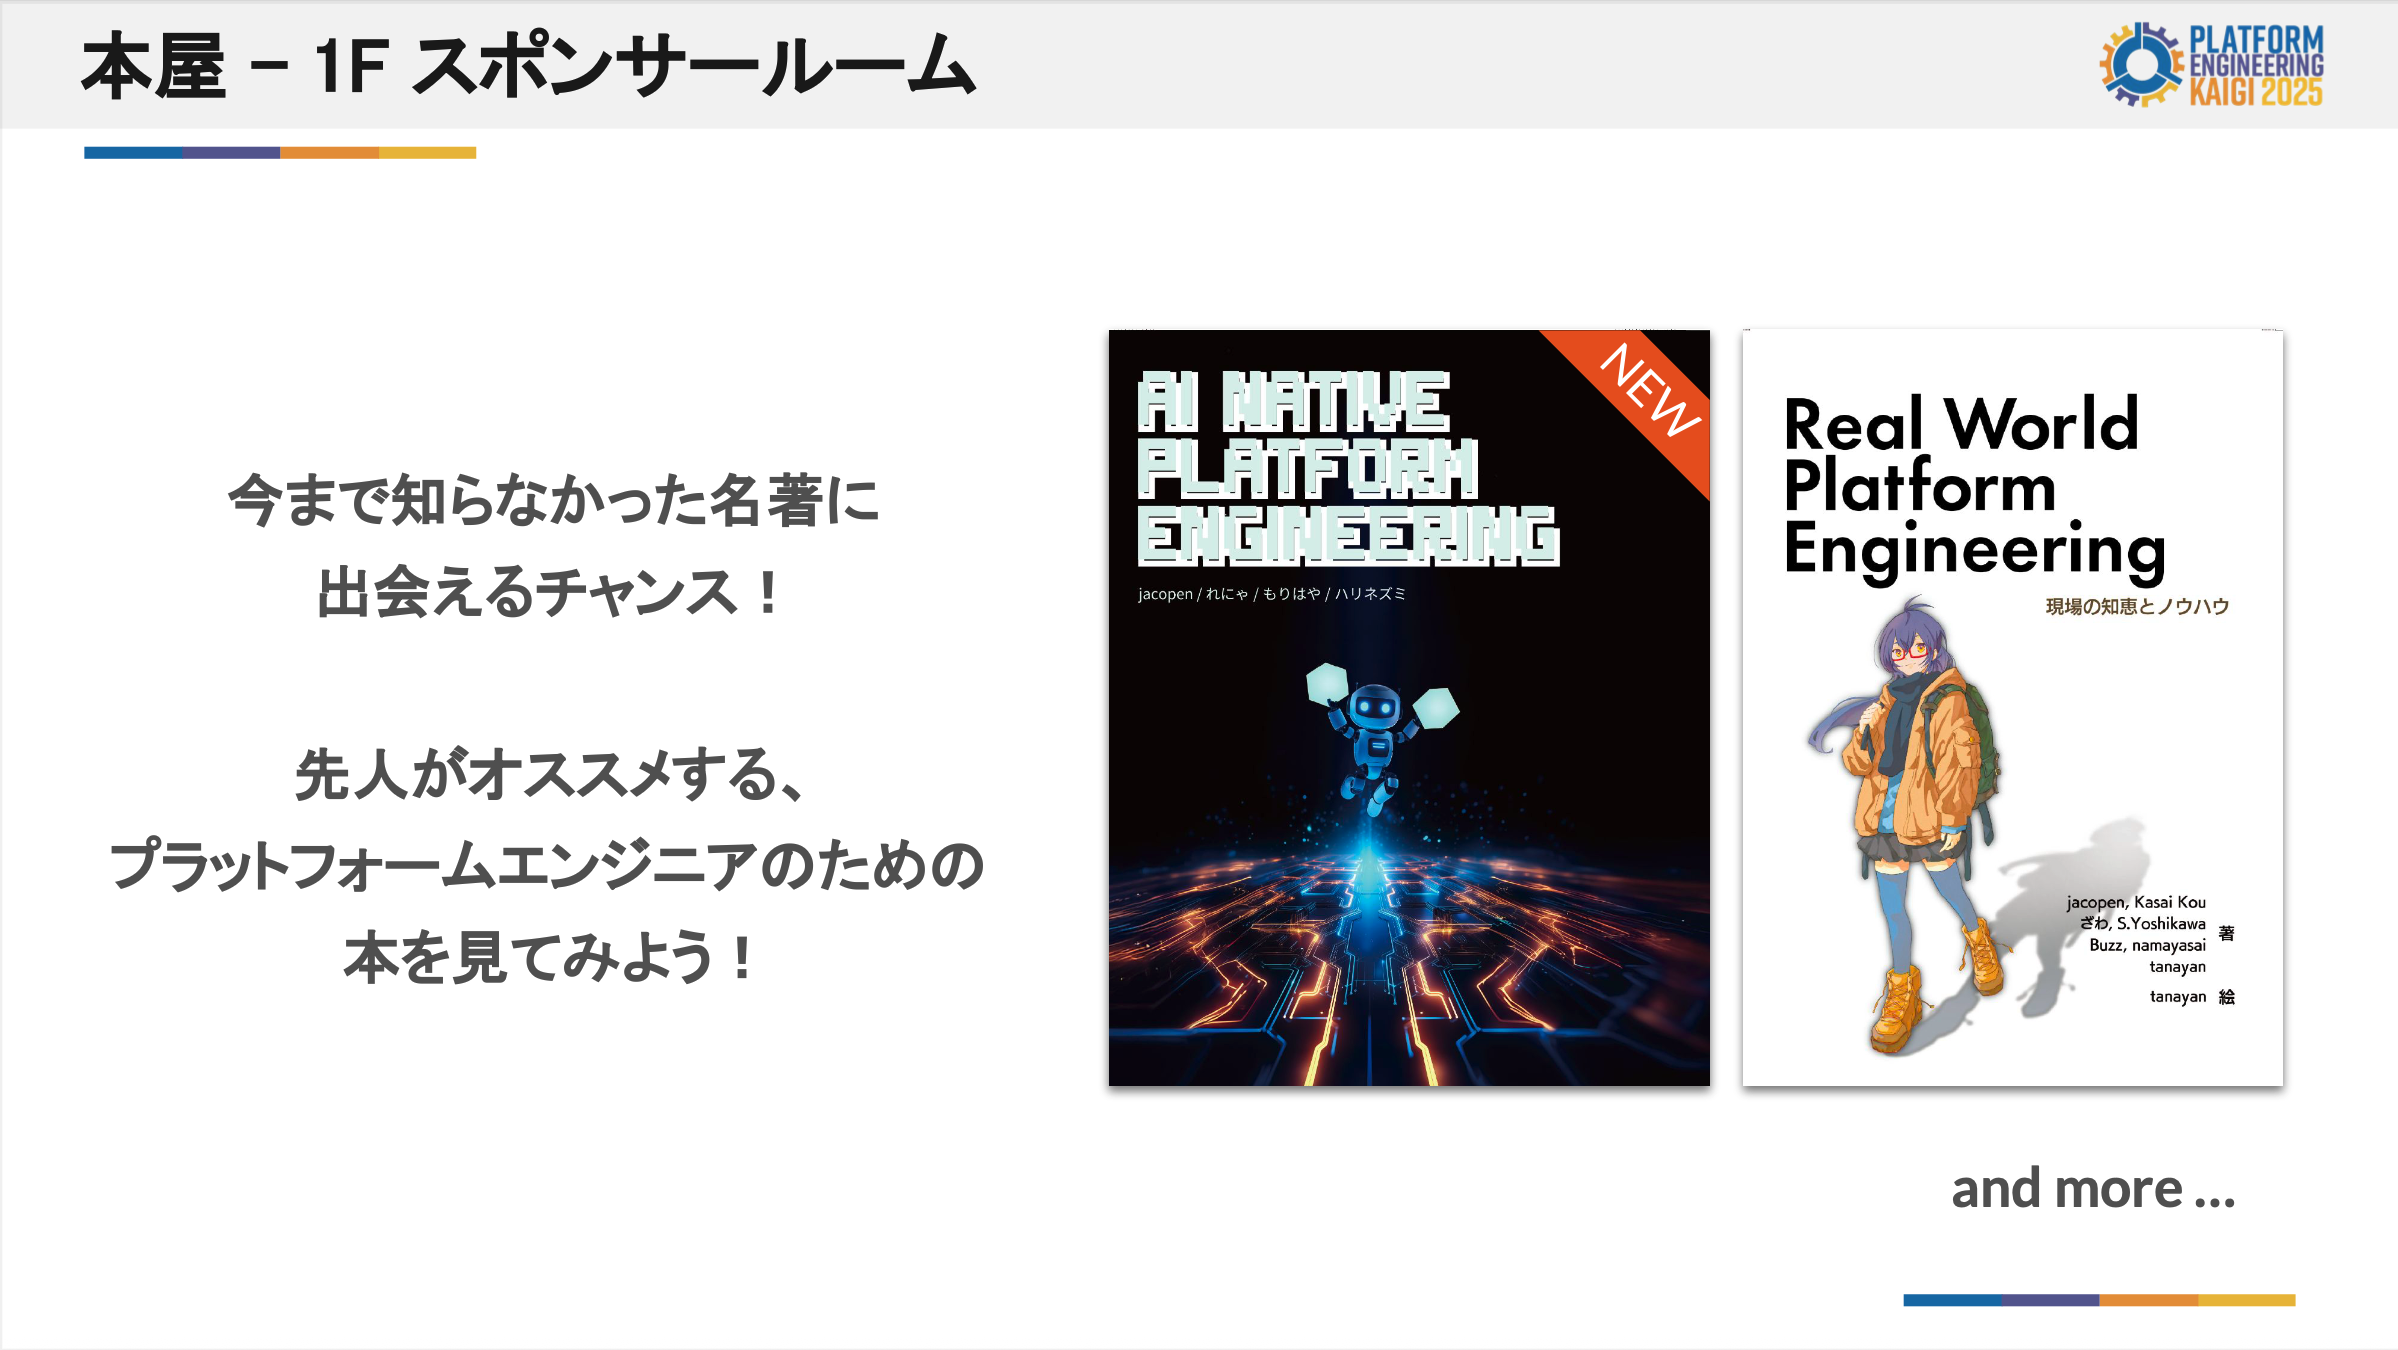 本屋 – 1F スポンサールーム
PLATFORM
ENGINEERING
KAIGI 2025
今まで知らなかった名著に
出会えるチャンス！
先人がオススメする、
プラットフォームエンジニアのための
本を見てみよう！
AI NATIVE
PLATFORM
ENGINEERING
NEW
jacopen / れにゃ / もりはや / ハリネズミ
Real World
Platform
Engineering
現場の知恵とノウハウ
jacopen, Kasai Kou
ざわ, S.Yoshikawa
Buzz, namayasai
tanayan
著
tanayan 絵
and more ...